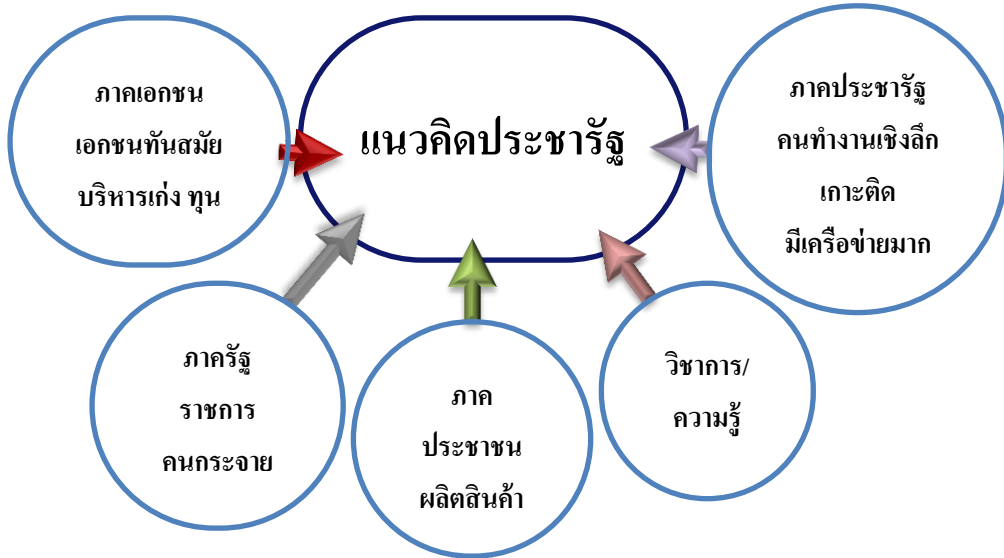 ภาคเอกชน
เอกชนทันสมัย
บริหารเก่ง ทุน
แนวคิดประชารัฐ
ภาคประชารัฐ
คนทำงานเชิงลึก
เกาะติด
มีเครือข่ายมาก
ภาครัฐ
ราชการ
คนกระจาย
ภาค
ประชาชน
ผลิตสินค้า
วิชาการ/
ความรู้